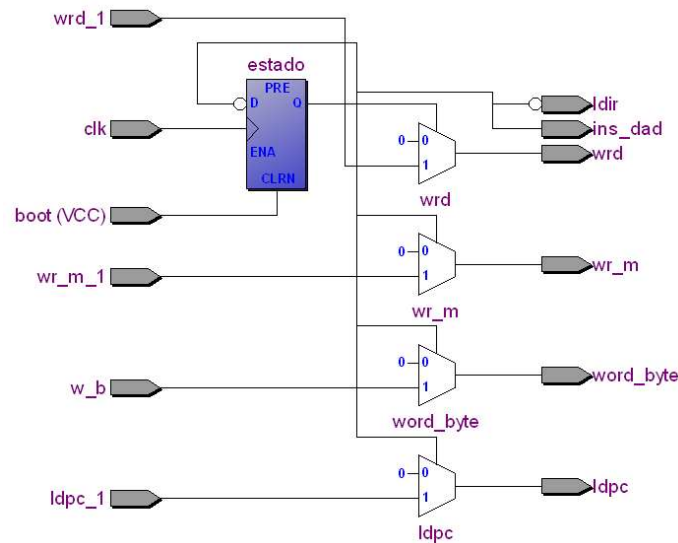 wrd_1
estado
PRE
D Q
ldir
clk
ins_dad
0 0
ENA
1
wrd
CLRN
wrd
boot (VCC)
0 0
wr_m_1
1
wr_m
wr_m
0 0
w_b
1
word_byte
word_byte
0 0
ldpc_1
1
ldpc
ldpc